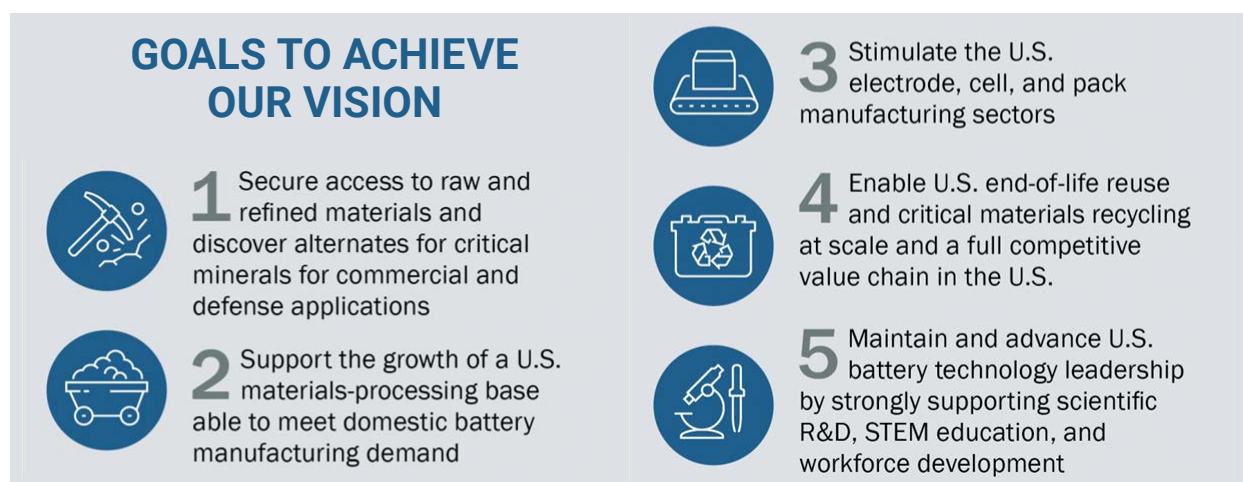 GOALS TO ACHIEVE
OUR VISION
1 Secure access to raw and
refined materials and
discover alternates for critical
minerals for commercial and
defense applications
2 Support the growth of a U.S.
materials-processing base
able to meet domestic battery
manufacturing demand
3 Stimulate the U.S.
electrode, cell, and pack
manufacturing sectors
4 Enable U.S. end-of-life reuse
and critical materials recycling
at scale and a full competitive
value chain in the U.S.
5 Maintain and advance U.S.
battery technology leadership
by strongly supporting scientific
R&D, STEM education, and
workforce development